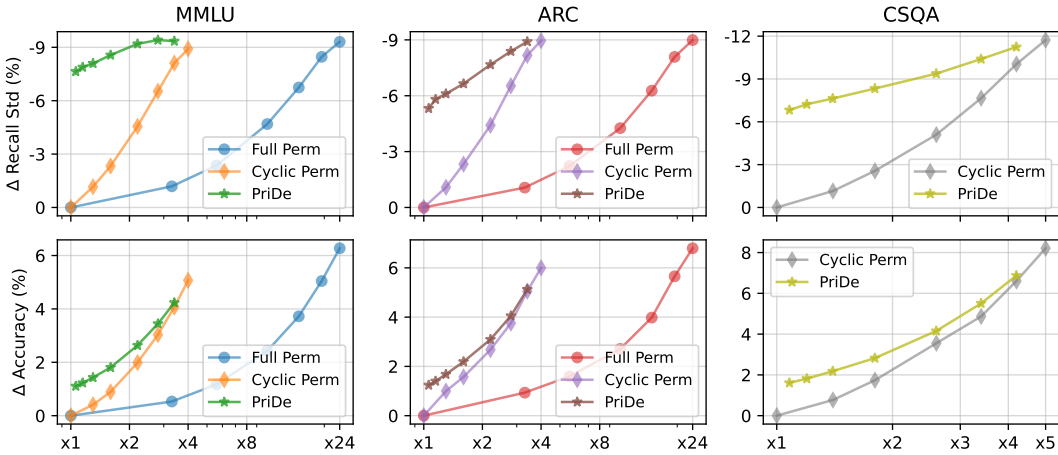 MMLU ARC CSQA
Δ Recall Std (%)
-9
-6
-3
0
Full Perm
Cyclic Perm
PriDe
-9
-6
-3
0
Full Perm
Cyclic Perm
PriDe
-12
-9
-6
-3
0
Cyclic Perm
PriDe
Δ Accuracy (%)
6
4
2
0
Full Perm
Cyclic Perm
PriDe
x1 x2 x4 x8 x24
6
4
2
0
Full Perm
Cyclic Perm
PriDe
x1 x2 x4 x8 x24
8
6
4
2
0
Cyclic Perm
PriDe
x1 x2 x3 x4 x5